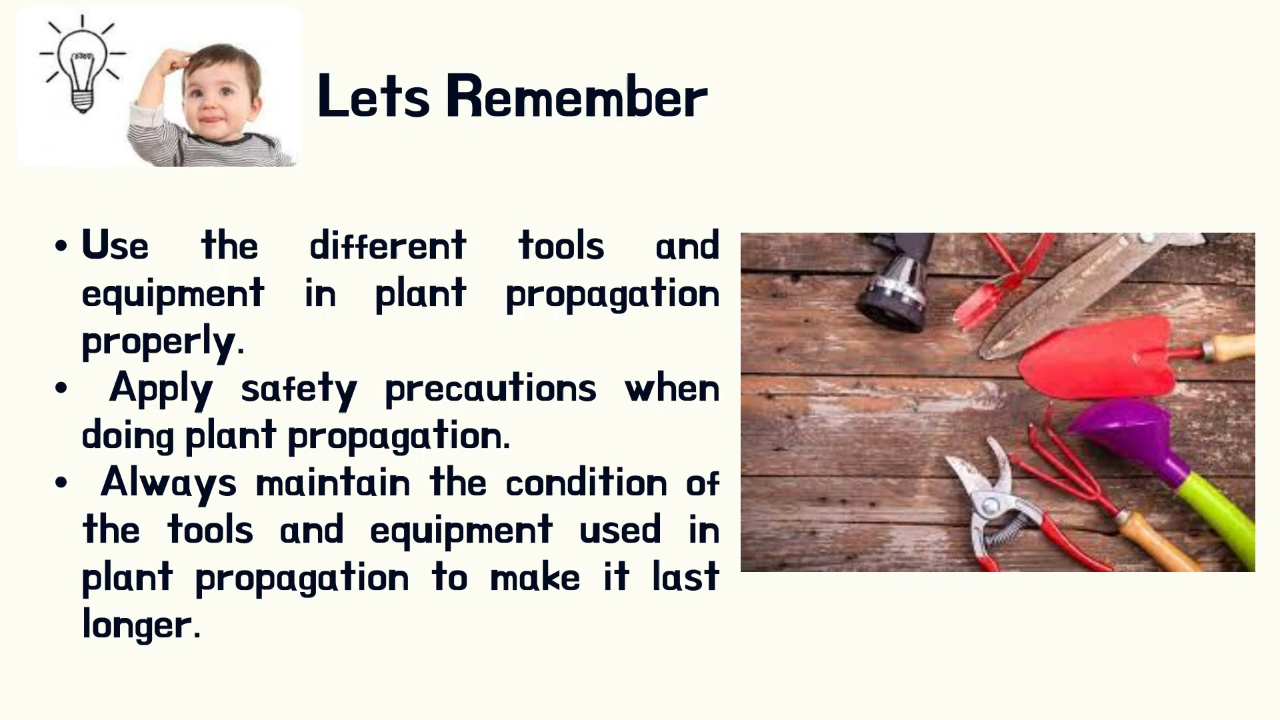 Lets Remember
• Use the different tools and
equipment in plant propagation
properly.
• Apply safety precautions when
doing plant propagation.
• Always maintain the condition of
the tools and equipment used in
plant propagation to make it last
longer.